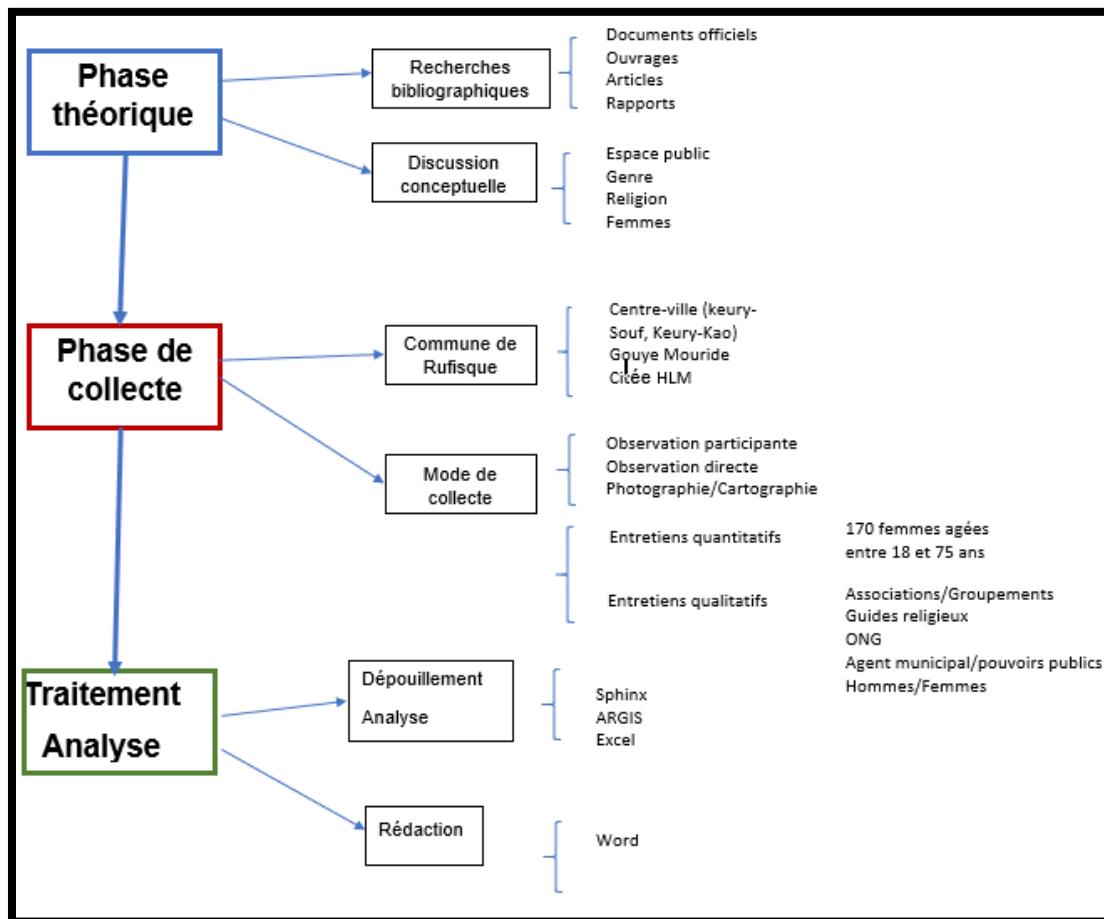 Phase
théorique
Recherches
bibliographiques
Documents officiels
Ouvrages
Articles
Rapports
Discussion
conceptuelle
Espace public
Genre
Religion
Femmes
Phase de
collecte
Commune de
Rufisque
Centre-ville (keury-
Souf, Keury-Kao)
Gouye Mouride
Citée HLM
Mode de
collecte
Observation participante
Observation directe
Photographie/Cartographie
Entretiens quantitatifs
170 femmes agées
entre 18 et 75 ans
Entretiens qualitatifs
Associations/Groupements
Guides religieux
ONG
Agent municipal/pouvoirs publics
Hommes/Femmes
Traitement
Analyse
Dépouillement
Analyse
Sphinx
ARGIS
Excel
Rédaction
Word